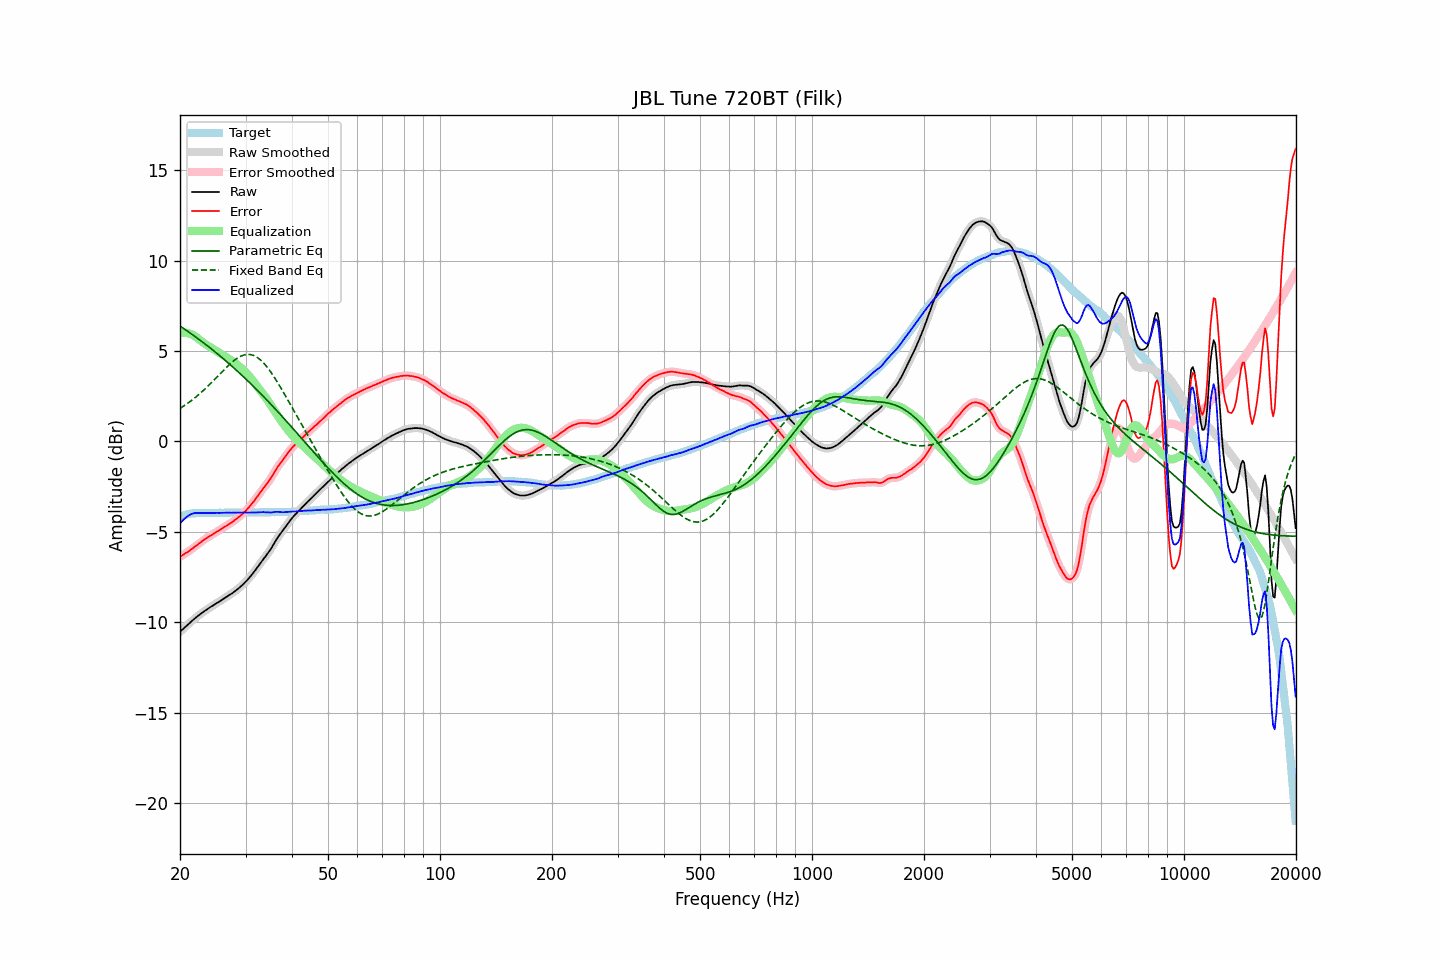 JBL Tune 720BT (Filk)
Target
Raw Smoothed
Error Smoothed
Raw
Error
Equalization
Parametric Eq
Fixed Band Eq
Equalized
15
10
5
0
−5
−10
−15
−20
Amplitude (dBr)
20
50
100
200
500
1000
2000
5000
10000
20000
Frequency (Hz)